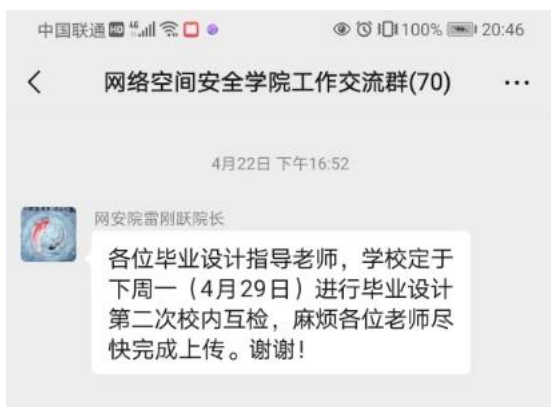 中国联通 HD 46 100% 20:46
网络空间安全学院工作交流群(70)
4月22日 下午16:52
网安院雷刚跃院长
各位毕业设计指导老师，学校定于
下周一（4月29日）进行毕业设计
第二次校内互检，麻烦各位老师尽
快完成上传。谢谢！